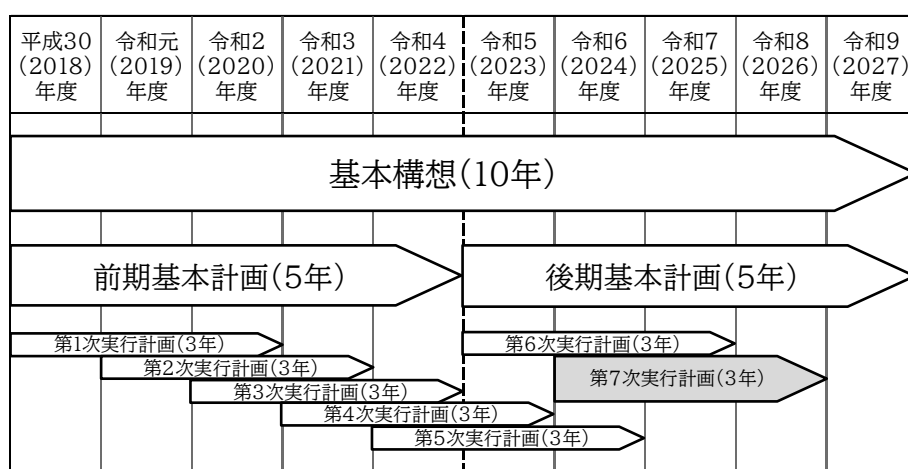 平成30
(2018)
年度
令和元
(2019)
年度
令和2
(2020)
年度
令和3
(2021)
年度
令和4
(2022)
年度
令和5
(2023)
年度
令和6
(2024)
年度
令和7
(2025)
年度
令和8
(2026)
年度
令和9
(2027)
年度
基本構想(10年)
前期基本計画(5年)
後期基本計画(5年)
第1次実行計画(3年)
第6次実行計画(3年)
第2次実行計画(3年)
第7次実行計画(3年)
第3次実行計画(3年)
第4次実行計画(3年)
第5次実行計画(3年)